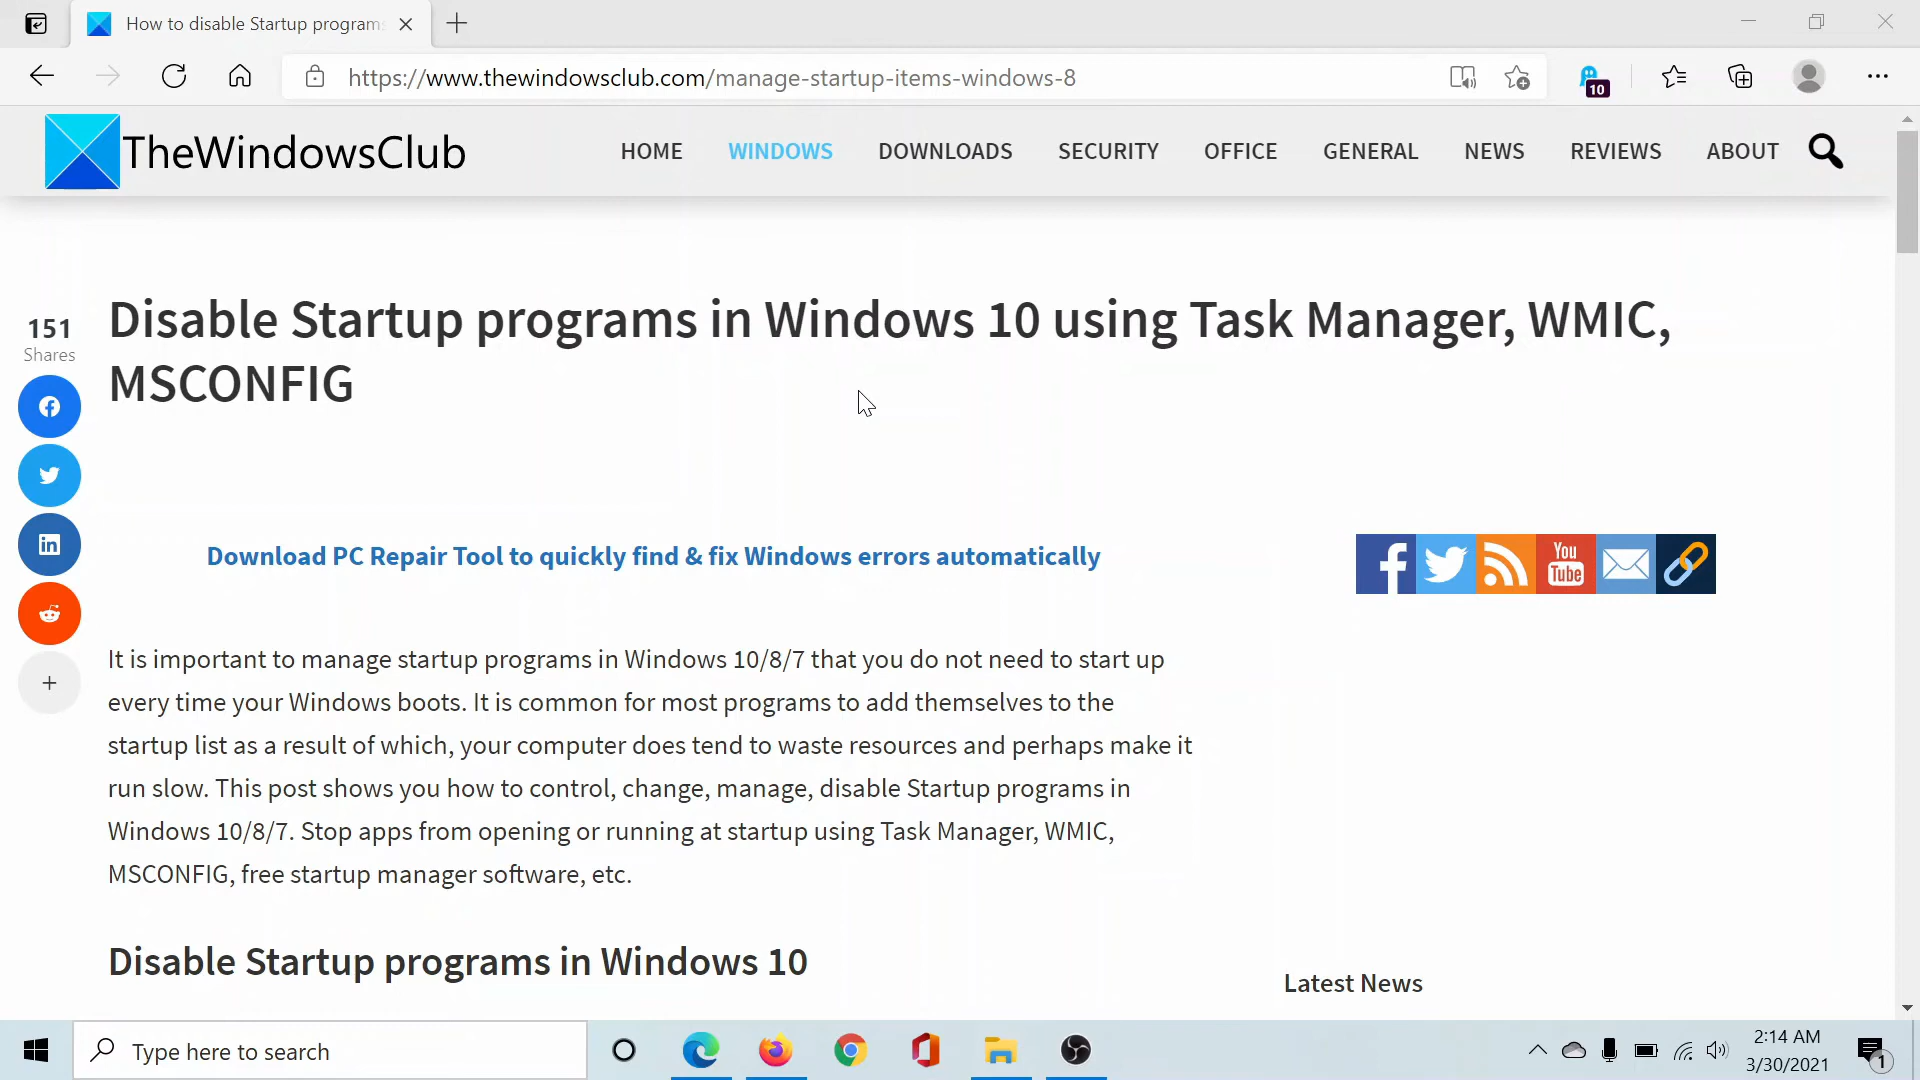 How to disable Startup program
https://www.thewindowsclub.com/manage-startup-items-windows-8
10
TheWindowsClub
HOME WINDOWS DOWNLOADS SECURITY OFFICE GENERAL NEWS REVIEWS ABOUT
151
Shares
Disable Startup programs in Windows 10 using Task Manager, WMIC,
MSCONFIG
Download PC Repair Tool to quickly find & fix Windows errors automatically
You
Tube
It is important to manage startup programs in Windows 10/8/7 that you do not need to start up
every time your Windows boots. It is common for most programs to add themselves to the
startup list as a result of which, your computer does tend to waste resources and perhaps make it
run slow. This post shows you how to control, change, manage, disable Startup programs in
Windows 10/8/7. Stop apps from opening or running at startup using Task Manager, WMIC,
MSCONFIG, free startup manager software, etc.
Disable Startup programs in Windows 10
Latest News
Type here to search
2:14 AM
3/30/2021
1